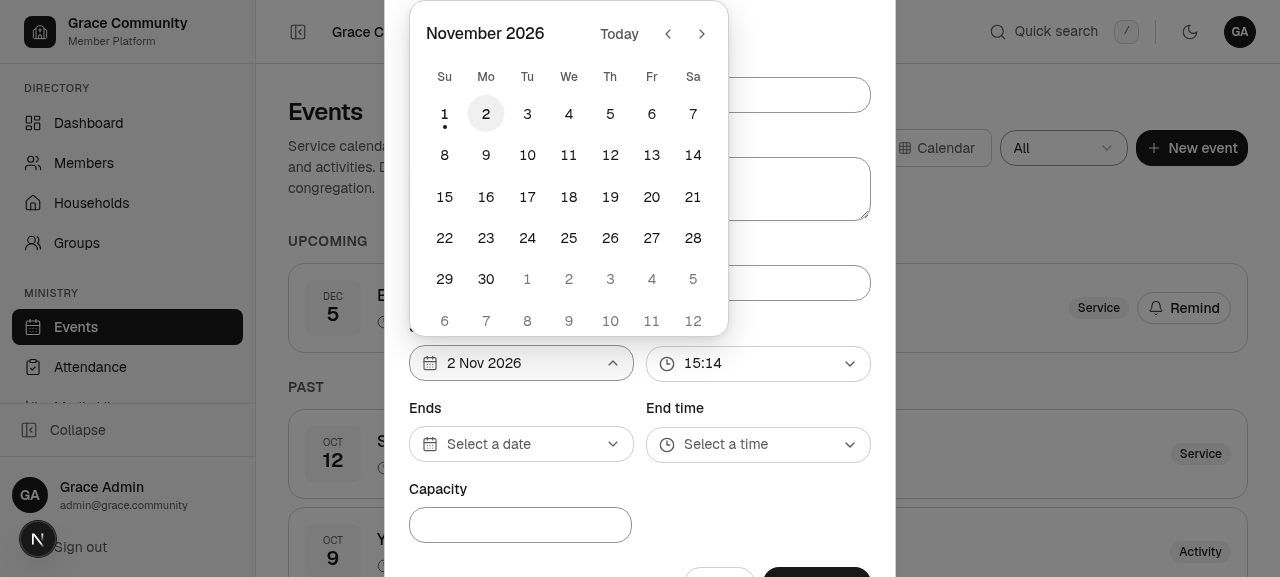 Grace Community
Member Platform
DIRECTORY
Dashboard
Members
Households
Groups
MINISTRY
Events
Attendance
Collapse
GA
Grace Admin
admin@grace.community
N
Sign out
Grace C
Quick search
/
GA
Events
Service calenda
and activities. D
congregation.
Calendar
All
New event
UPCOMING
DEC
5
Service
Remind
PAST
OCT
12
Service
OCT
9
Activity
November 2026
Today
Su Mo Tu We Th Fr Sa
1 2 3 4 5 6 7
8 9 10 11 12 13 14
15 16 17 18 19 20 21
22 23 24 25 26 27 28
29 30 1 2 3 4 5
6 7 8 9 10 11 12
2 Nov 2026
15:14
Ends
End time
Select a date
Select a time
Capacity